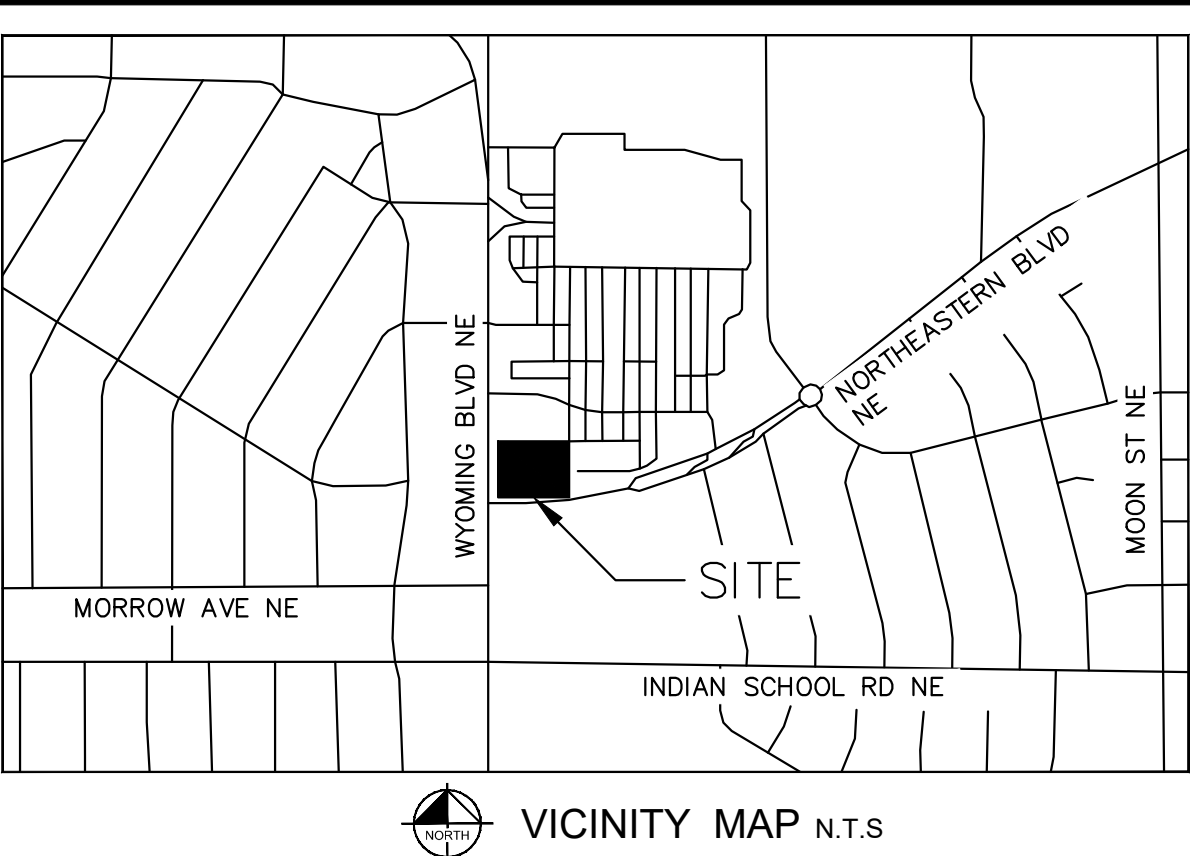 NORTHEASTERN BLVD
NE
WYOMING BLVD NE
MOON ST NE
SITE
MORROW AVE NE
INDIAN SCHOOL RD NE
NORTH
VICINITY MAP N.T.S